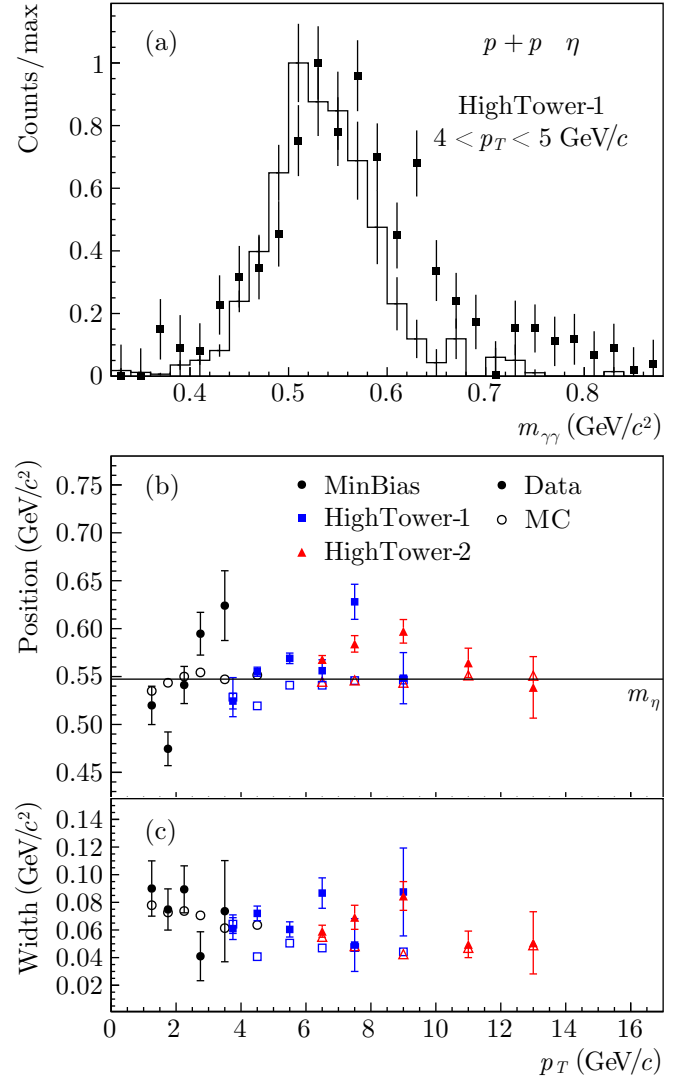 Counts/max
(a)
p + p η
HighTower-1
4 < p_T < 5 GeV/c
1
0.8
0.6
0.4
0.2
0
0.4 0.5 0.6 0.7 0.8
m_γγ (GeV/c²)
Position (GeV/c²)
(b)
MinBias
HighTower-1
HighTower-2
Data
MC
0.75
0.70
0.65
0.60
0.55
0.50
0.45
m_η
Width (GeV/c²)
(c)
0.14
0.12
0.10
0.08
0.06
0.04
0.02
0 2 4 6 8 10 12 14 16
p_T (GeV/c)